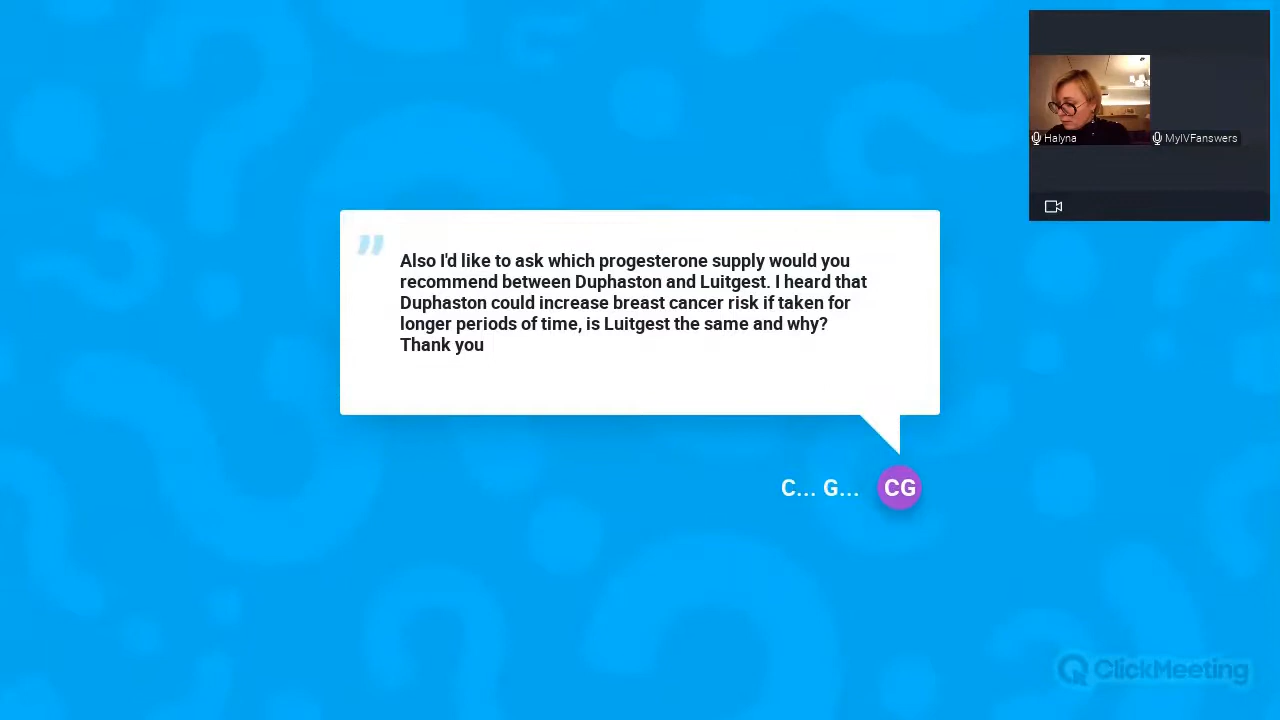 Halyna
MyIVFanswers
Also I'd like to ask which progesterone supply would you
recommend between Duphaston and Luitgest. I heard that
Duphaston could increase breast cancer risk if taken for
longer periods of time, is Luitgest the same and why?
Thank you
C... G...
CG
ClickMeeting